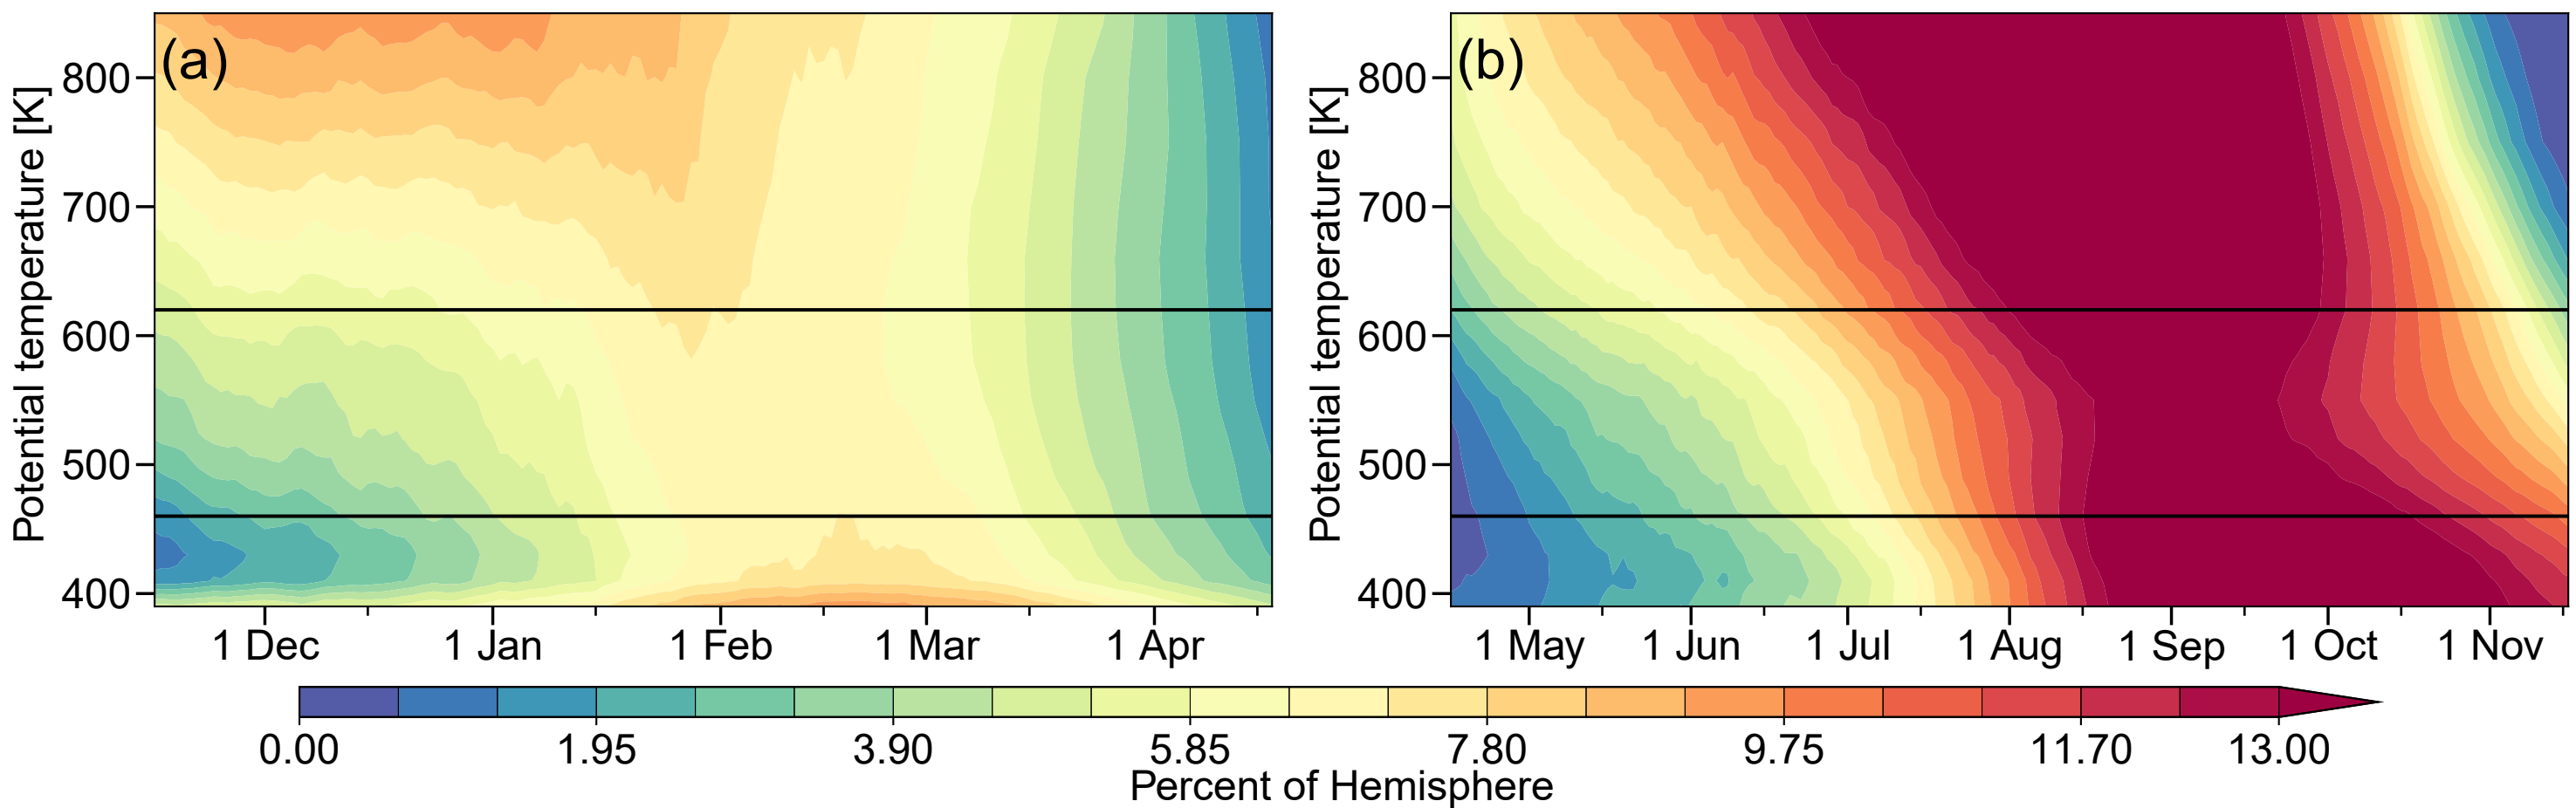 (a)
Potential temperature [K]
800
700
600
500
400
1 Dec 1 Jan 1 Feb 1 Mar 1 Apr
(b)
Potential temperature [K]
800
700
600
500
400
1 May 1 Jun 1 Jul 1 Aug 1 Sep 1 Oct 1 Nov
0.00 1.95 3.90 5.85 7.80 9.75 11.70 13.00
Percent of Hemisphere